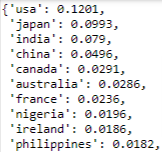 {'usa': 0.1201,
'japan': 0.0993,
'india': 0.079,
'china': 0.0496,
'canada': 0.0291,
'australia': 0.0286,
'france': 0.0236,
'nigeria': 0.0196,
'ireland': 0.0186,
'philippines': 0.0182,